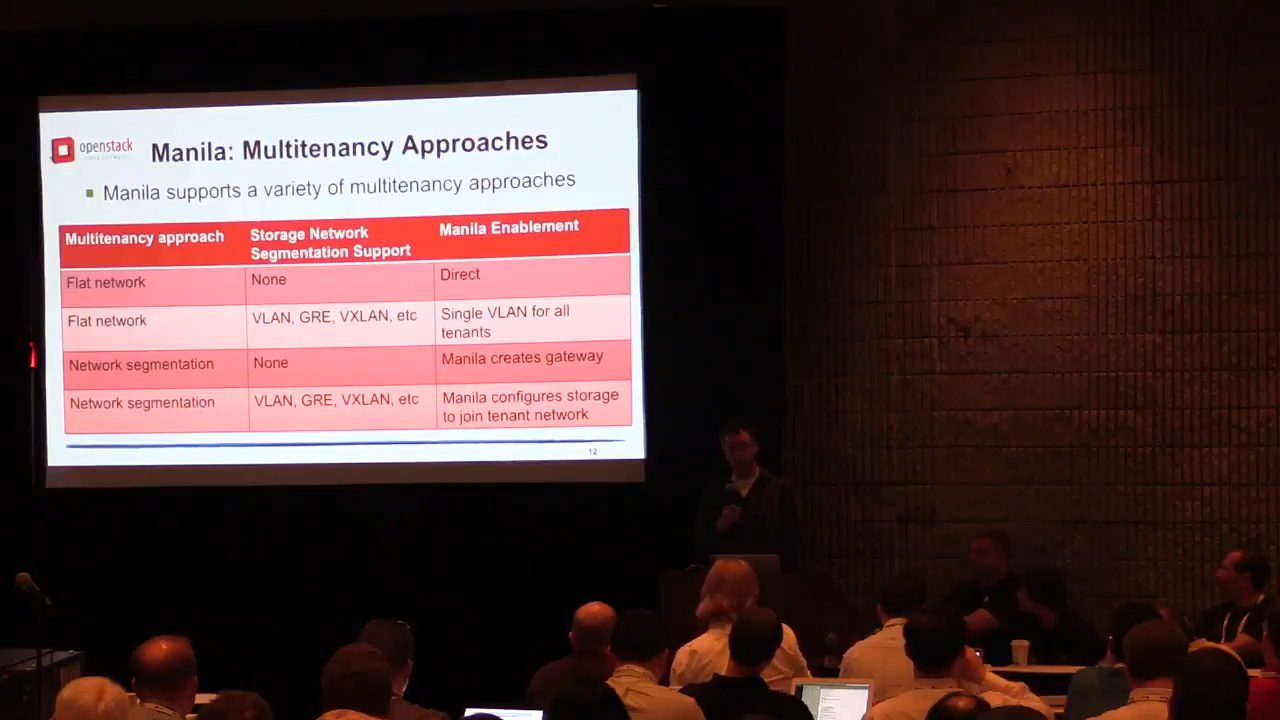 openstack
Manila: Multitenancy Approaches
Manila supports a variety of multitenancy approaches
Multitenancy approach
Storage Network
Segmentation Support
Manila Enablement
Flat network
None
Direct
Flat network
VLAN, GRE, VXLAN, etc
Single VLAN for all
tenants
Network segmentation
None
Manila creates gateway
Network segmentation
VLAN, GRE, VXLAN, etc
Manila configures storage
to join tenant network
12